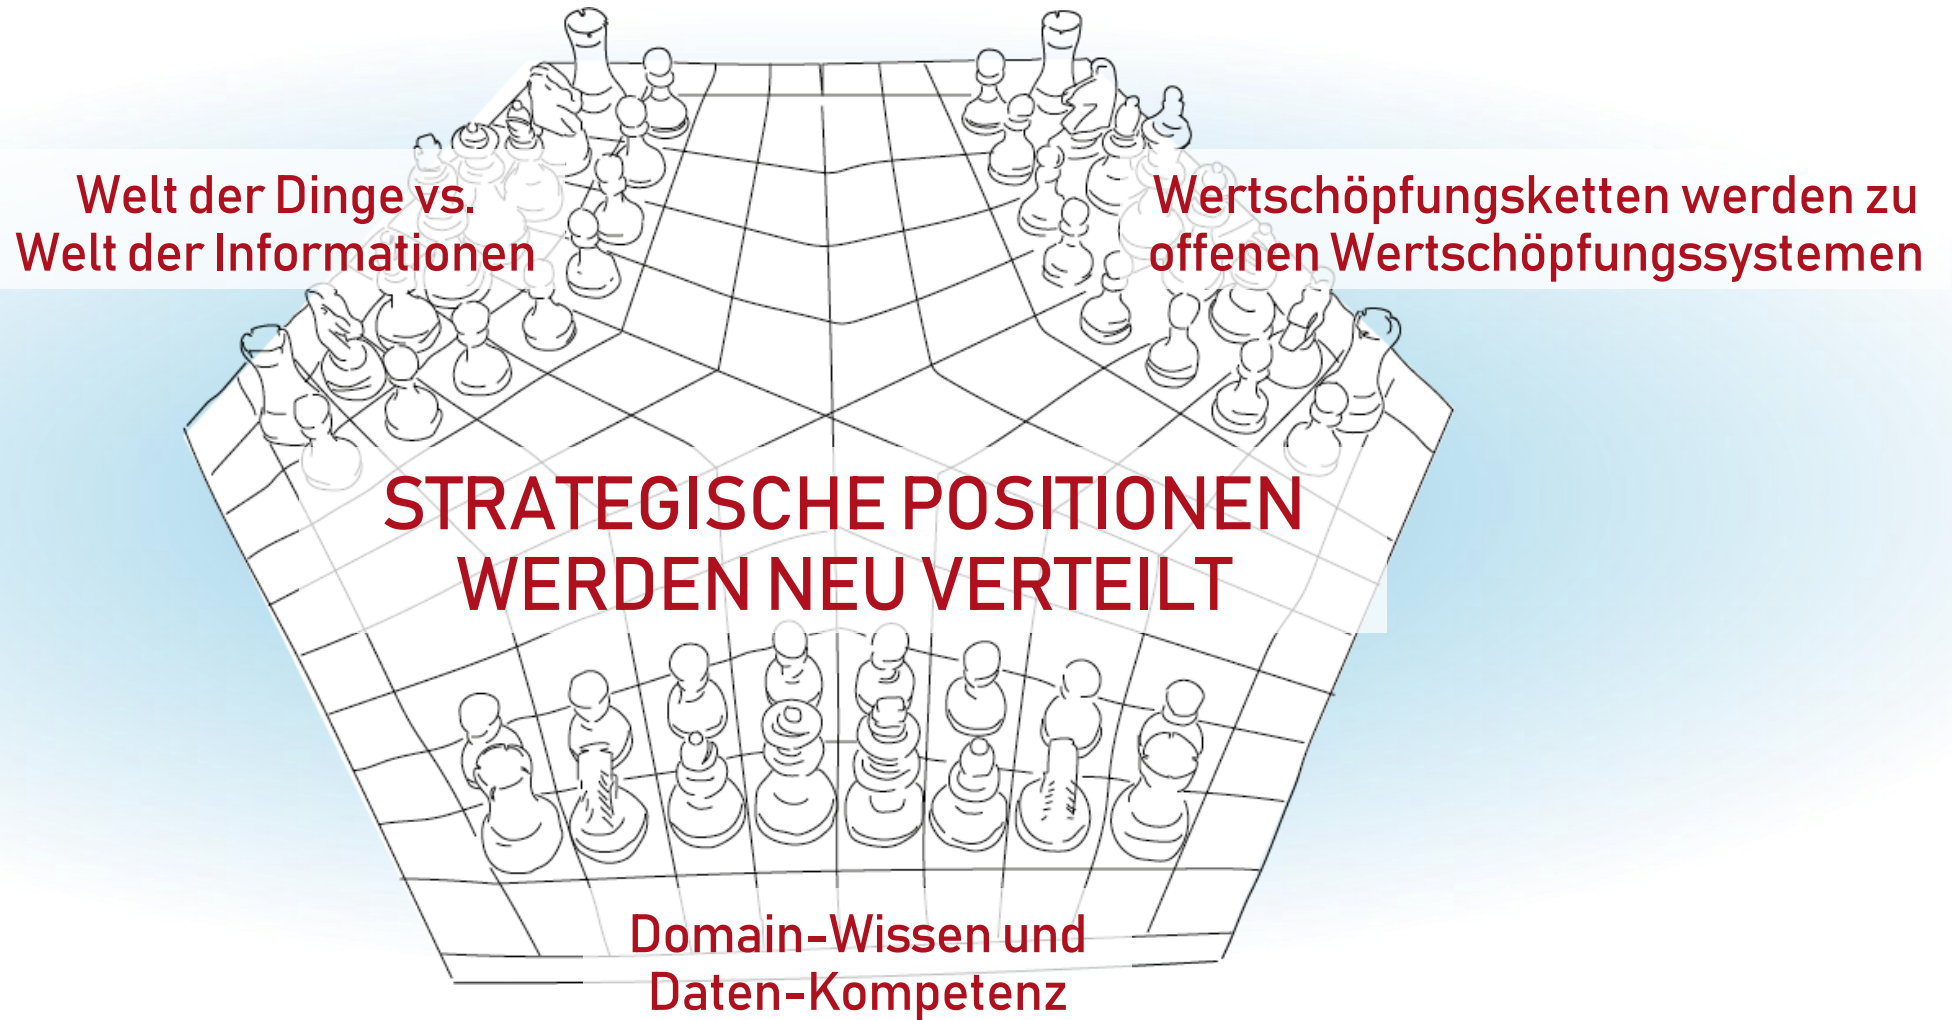 Welt der Dinge vs.
Welt der Informationen
Wertschöpfungsketten werden zu
offenen Wertschöpfungssystemen
STRATEGISCHE POSITIONEN
WERDEN NEU VERTEILT
Domain-Wissen und
Daten-Kompetenz